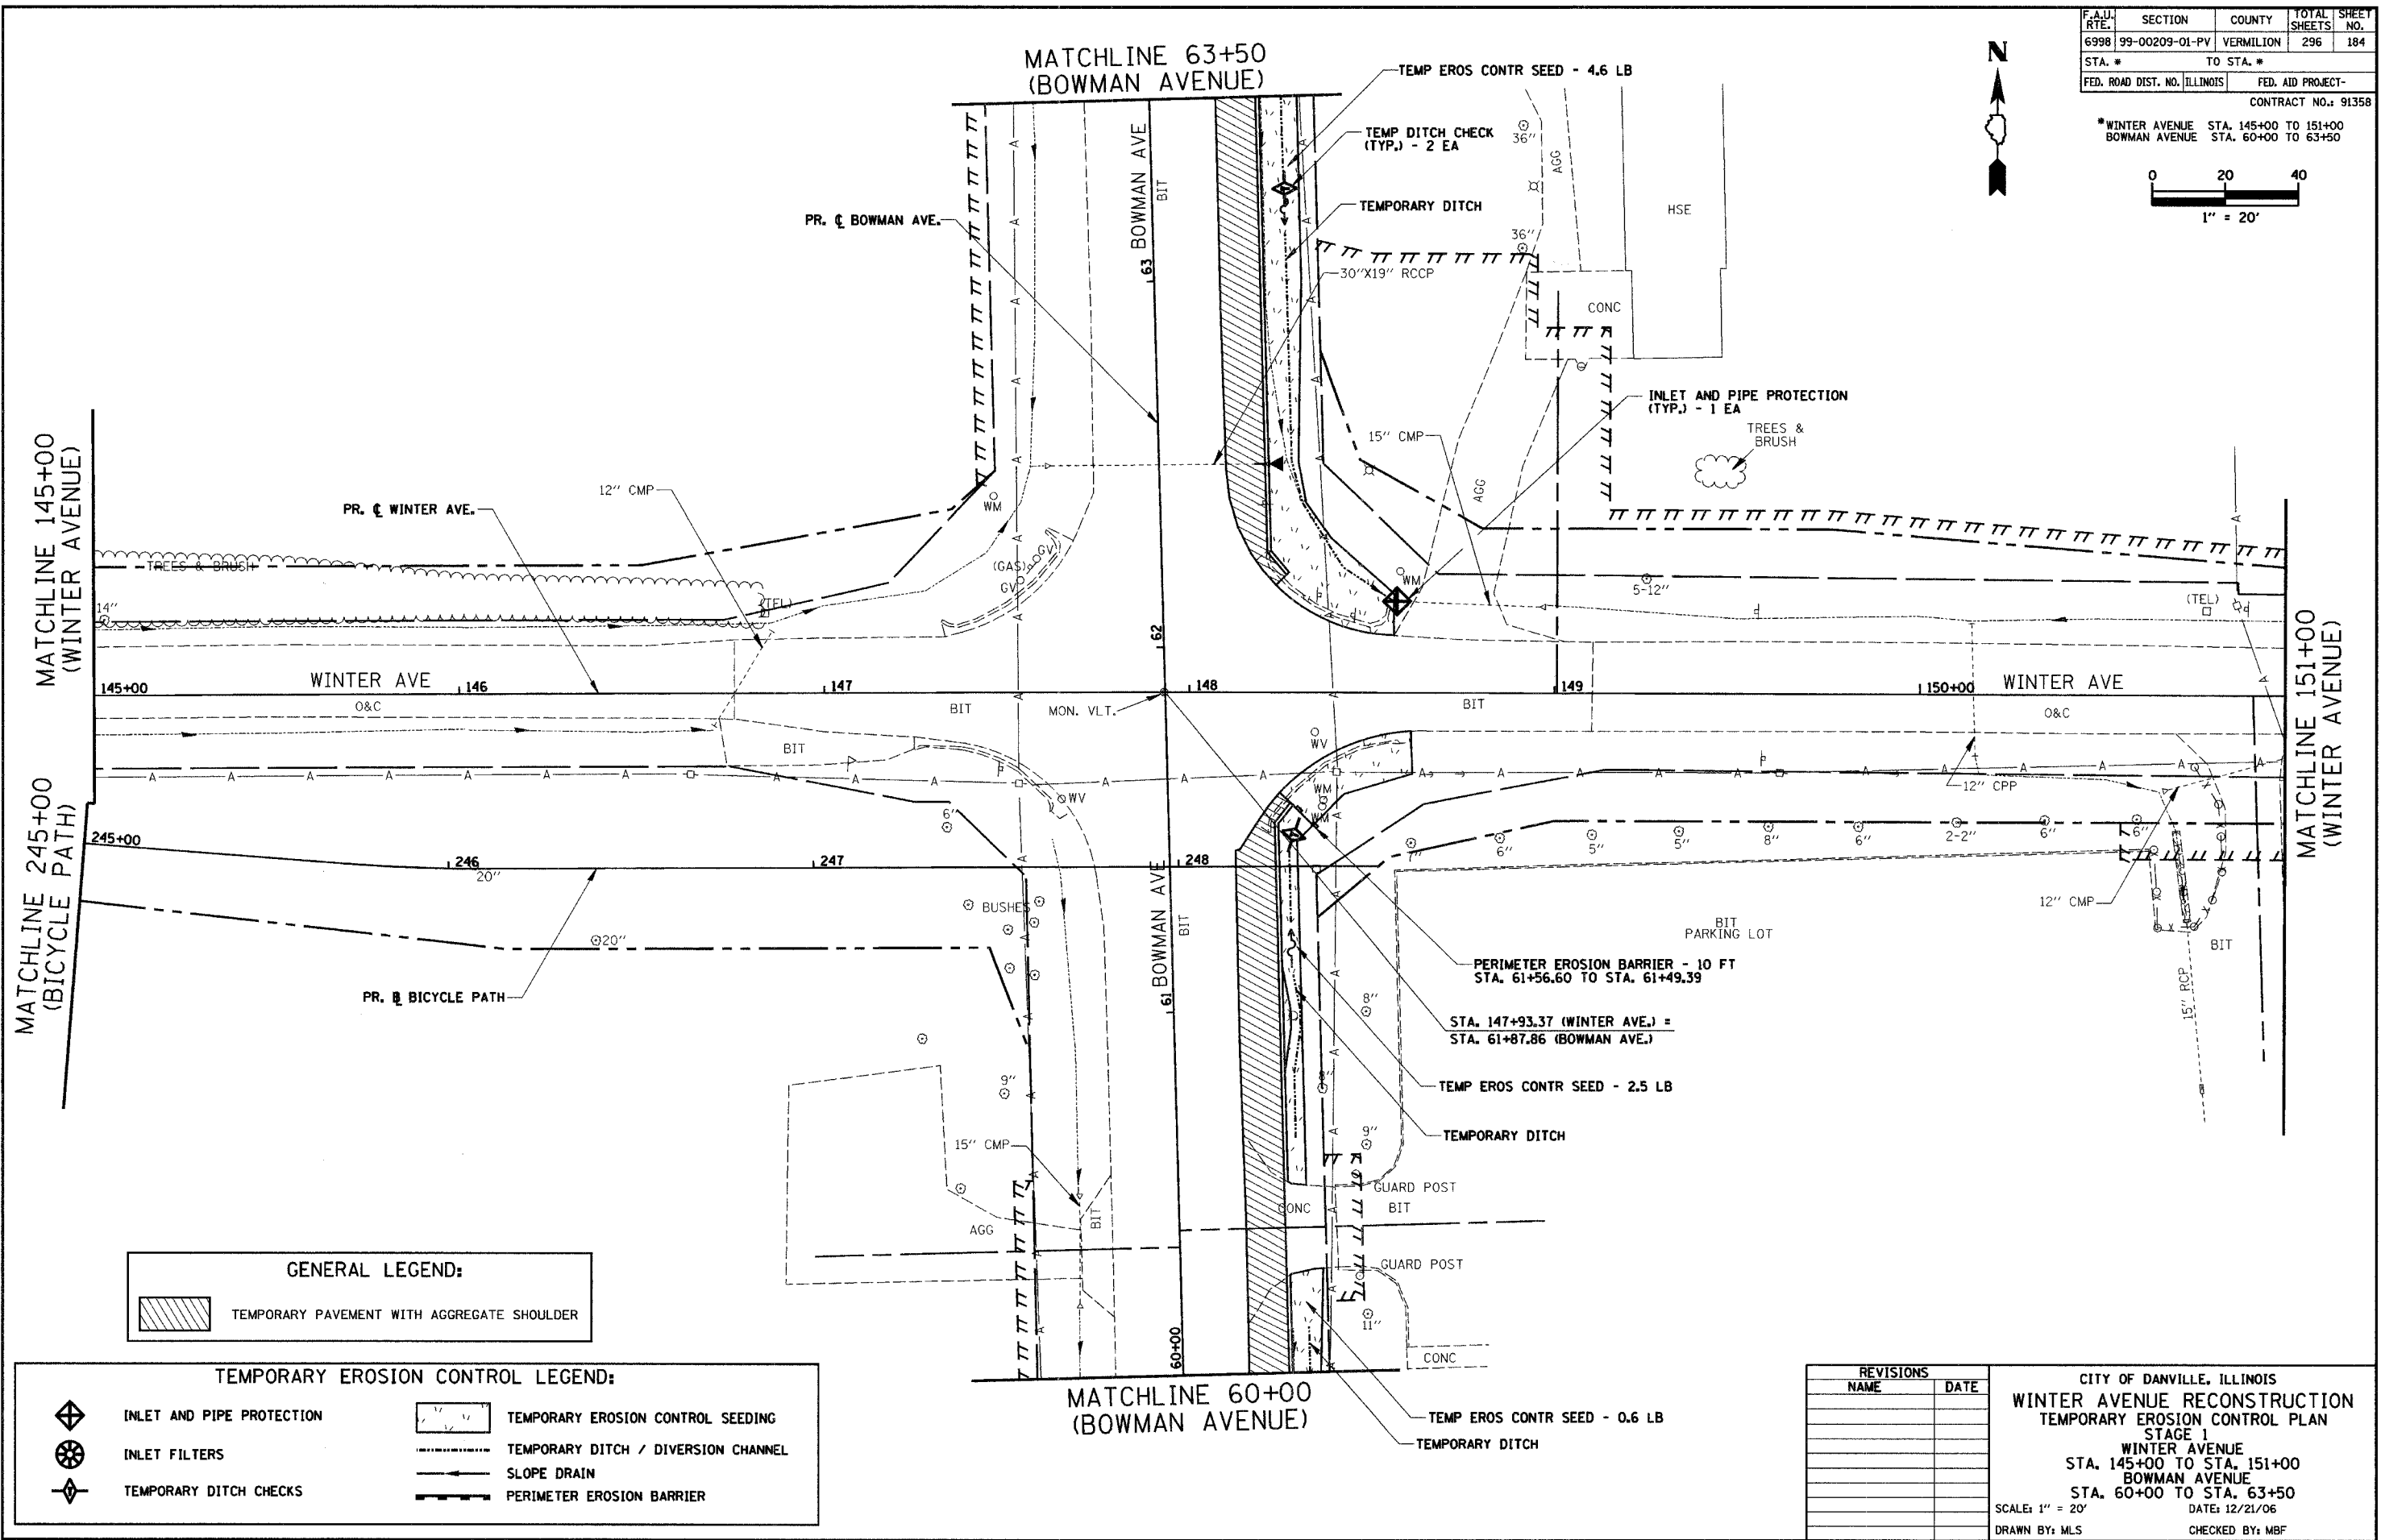 F.A.U. RTE. SECTION COUNTY TOTAL SHEETS SHEET NO.
6998 99-00209-01-PV VERMILION 296 184
STA. * TO STA. *
FED. ROAD DIST. NO. ILLINOIS FED. AID PROJECT-
CONTRACT NO.: 91358
*WINTER AVENUE STA. 145+00 TO 151+00
BOWMAN AVENUE STA. 60+00 TO 63+50
N
0 20 40
1" = 20'
MATCHLINE 63+50
(BOWMAN AVENUE)
TEMP EROS CONTR SEED - 4.6 LB
TEMP DITCH CHECK
(TYP.) - 2 EA
TEMPORARY DITCH
30"X19" RCCP
PR. ℄ BOWMAN AVE.
BOWMAN AVE
BIT
63
36"
AGG
36"
HSE
CONC
INLET AND PIPE PROTECTION
(TYP.) - 1 EA
TREES &
BRUSH
15" CMP
AGG
MATCHLINE 145+00
(WINTER AVENUE)
12" CMP
PR. ℄ WINTER AVE.
WM
TREES & BRUSH
14"
(TEL)
(GAS)
GV
GV
WM
5-12"
(TEL)
62
MATCHLINE 151+00
(WINTER AVENUE)
145+00
WINTER AVE
146
147
148
149
150+00
WINTER AVE
O&C
BIT
MON. VLT.
BIT
O&C
BIT
WV
WM
WM
WV
12" CPP
MATCHLINE 245+00
(BICYCLE PATH)
245+00
246
20"
247
248
6"
7"
6"
5"
5"
8"
6"
2-2"
6"
6"
BUSHES
20"
BOWMAN AVE
BIT
61
BIT
PARKING LOT
12" CMP
BIT
15" RCP
PR. ⅊ BICYCLE PATH
PERIMETER EROSION BARRIER - 10 FT
STA. 61+56.60 TO STA. 61+49.39
8"
STA. 147+93.37 (WINTER AVE.) =
STA. 61+87.86 (BOWMAN AVE.)
9"
TEMP EROS CONTR SEED - 2.5 LB
9"
TEMPORARY DITCH
15" CMP
GUARD POST
CONC
BIT
AGG
BIT
GUARD POST
11"
CONC
60+00
MATCHLINE 60+00
(BOWMAN AVENUE)
TEMP EROS CONTR SEED - 0.6 LB
TEMPORARY DITCH
GENERAL LEGEND:
TEMPORARY PAVEMENT WITH AGGREGATE SHOULDER
TEMPORARY EROSION CONTROL LEGEND:
INLET AND PIPE PROTECTION
INLET FILTERS
TEMPORARY DITCH CHECKS
TEMPORARY EROSION CONTROL SEEDING
TEMPORARY DITCH / DIVERSION CHANNEL
SLOPE DRAIN
PERIMETER EROSION BARRIER
REVISIONS
NAME DATE
CITY OF DANVILLE, ILLINOIS
WINTER AVENUE RECONSTRUCTION
TEMPORARY EROSION CONTROL PLAN
STAGE 1
WINTER AVENUE
STA. 145+00 TO STA. 151+00
BOWMAN AVENUE
STA. 60+00 TO STA. 63+50
SCALE: 1" = 20' DATE: 12/21/06
DRAWN BY: MLS CHECKED BY: MBF